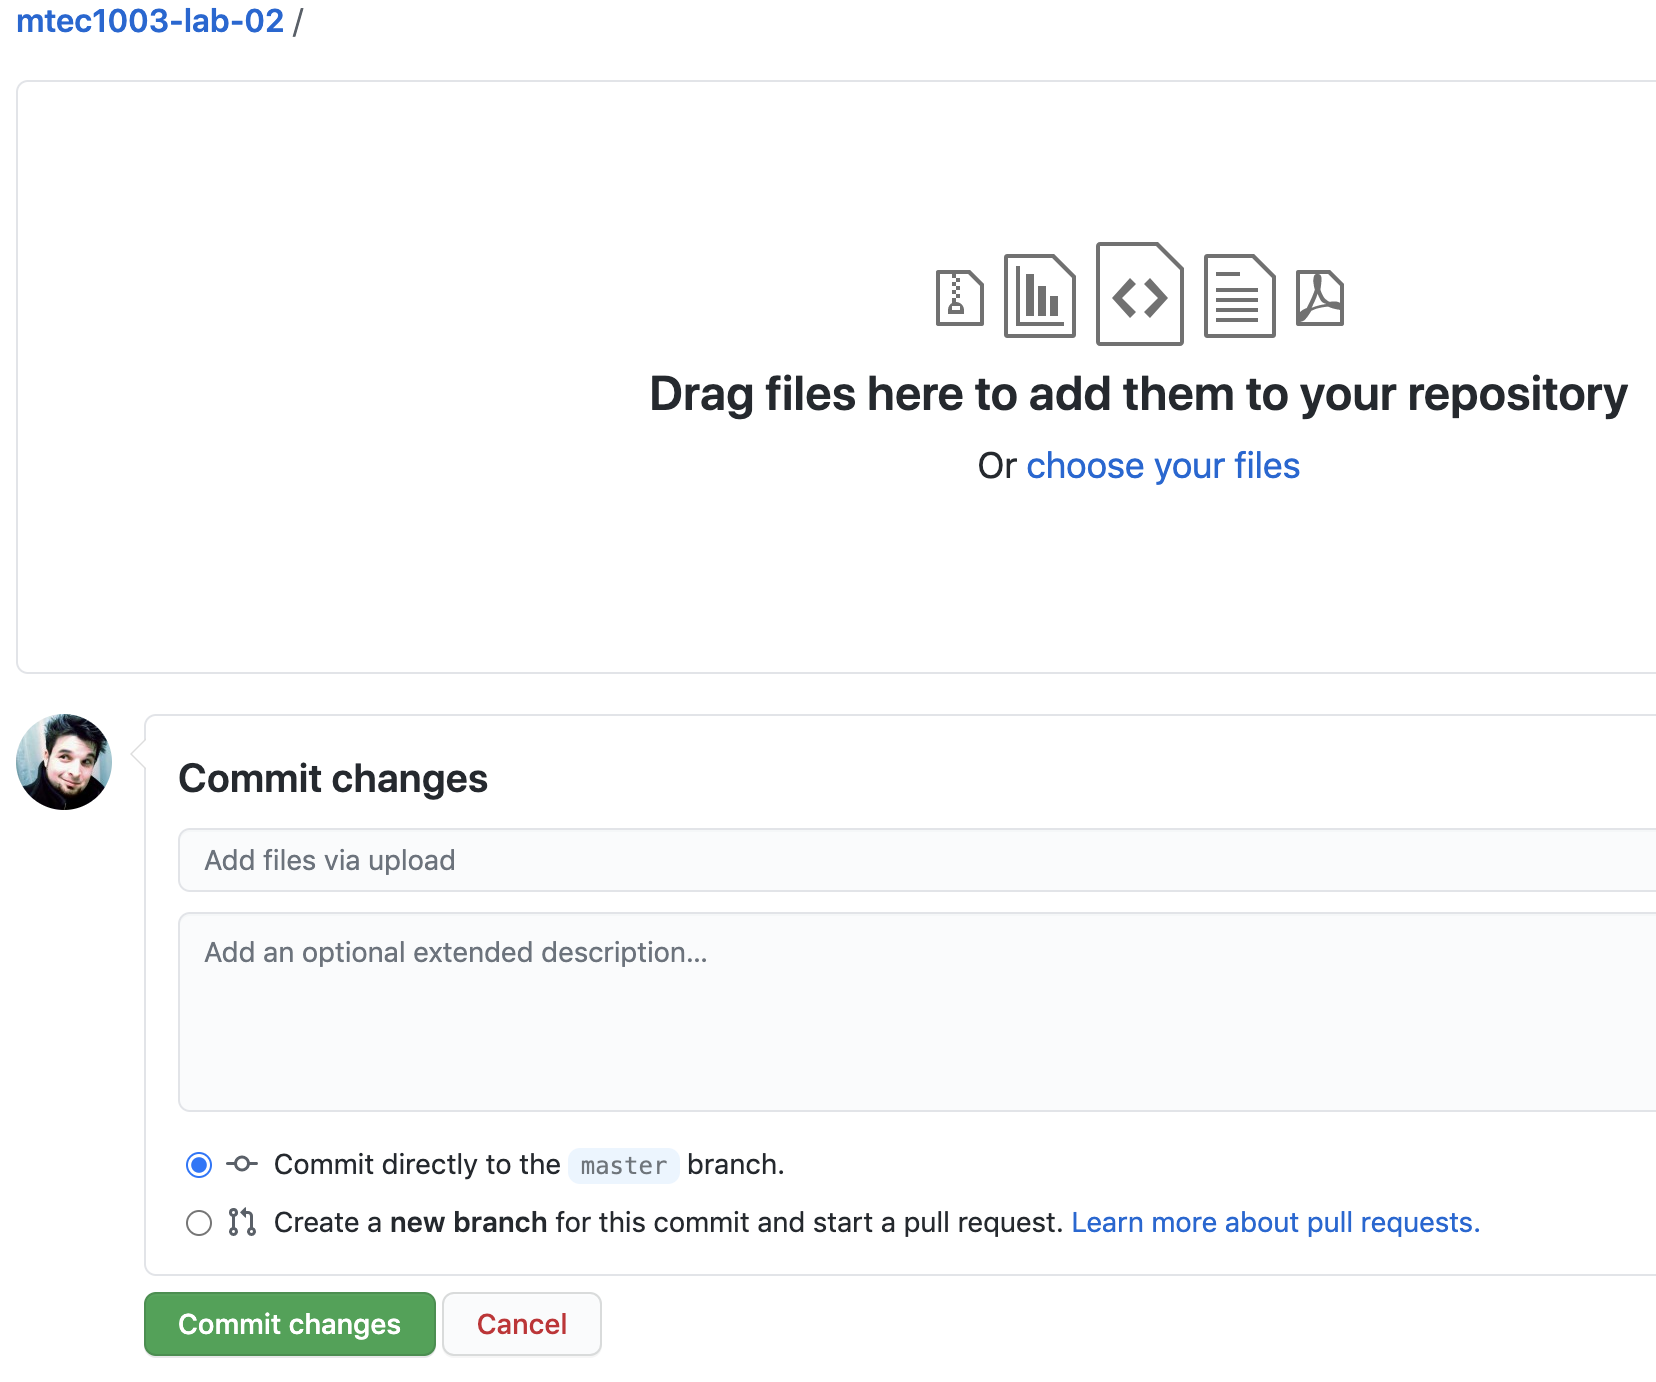 mtec1003-lab-02 /
Drag files here to add them to your repository
Or choose your files
Commit changes
Add files via upload
Add an optional extended description...
Commit directly to the master branch.
Create a new branch for this commit and start a pull request. Learn more about pull requests.
Commit changes Cancel